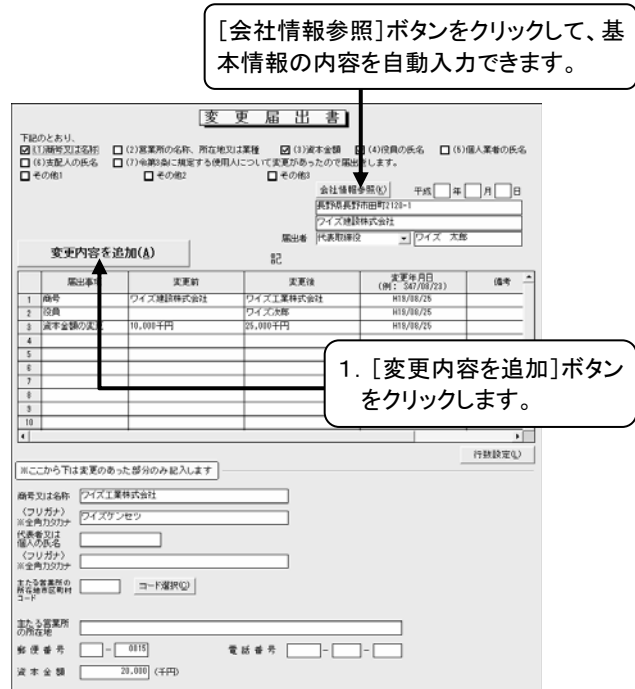 ［会社情報参照］ボタンをクリックして、基
本情報の内容を自動入力できます。
変 更 届 出 書
下記のとおり、
(1)商号又は名称 (2)営業所の名称、所在地又は業種 (3)資本金額 (4)役員の氏名 (5)個人業者の氏名
(6)支配人の氏名 (7)令第3条に規定する使用人について変更があったので届出をします。
その他1 その他2 その他3
会社情報参照(K) 平成 年 月 日
長野県長野市田町2120-1
ワイズ建設株式会社
届出者 代表取締役 ワイズ 太郎
変更内容を追加(A)
記
届出事項 変更前 変更後 変更年月日 備考
(例: S47/08/23)
1 商号 ワイズ建設株式会社 ワイズ工業株式会社 H19/08/25
2 役員 ワイズ次郎 H19/08/25
3 資本金額の変更 10,000千円 25,000千円 H19/08/25
4
5
6
7
8
9
10
1．［変更内容を追加］ボタン
をクリックします。
行数設定(L)
※ここから下は変更のあった部分のみ記入します
商号又は名称 ワイズ工業株式会社
（フリガナ） ワイズケンセツ
※全角カタカナ
代表者又は
個人の氏名
（フリガナ）
※全角カタカナ
主たる営業所の
所在地市区町村
コード
コード選択(Q)
主たる営業所
の所在地
郵 便 番 号 - 0015 電 話 番 号 - -
資 本 金 額 20,000 (千円)